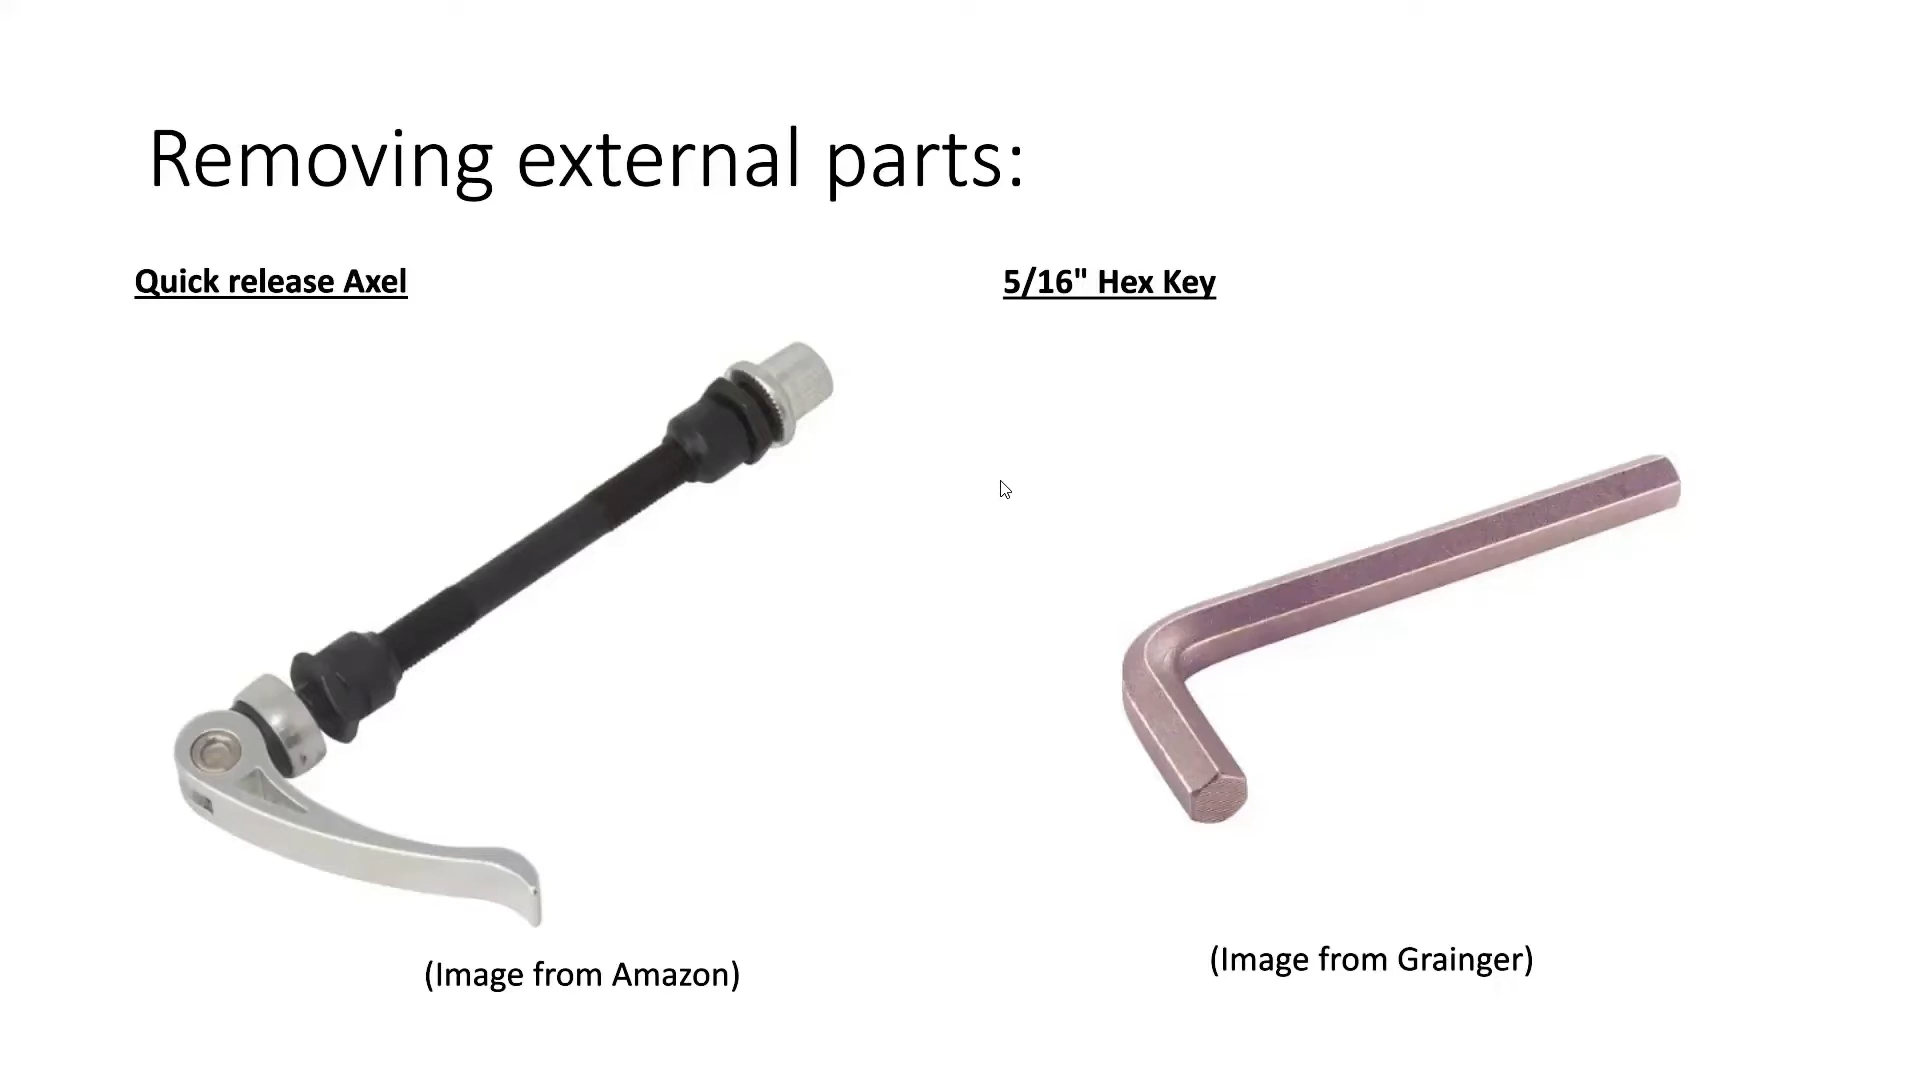 Removing external parts:
Quick release Axel
5/16" Hex Key
(Image from Amazon)
(Image from Grainger)